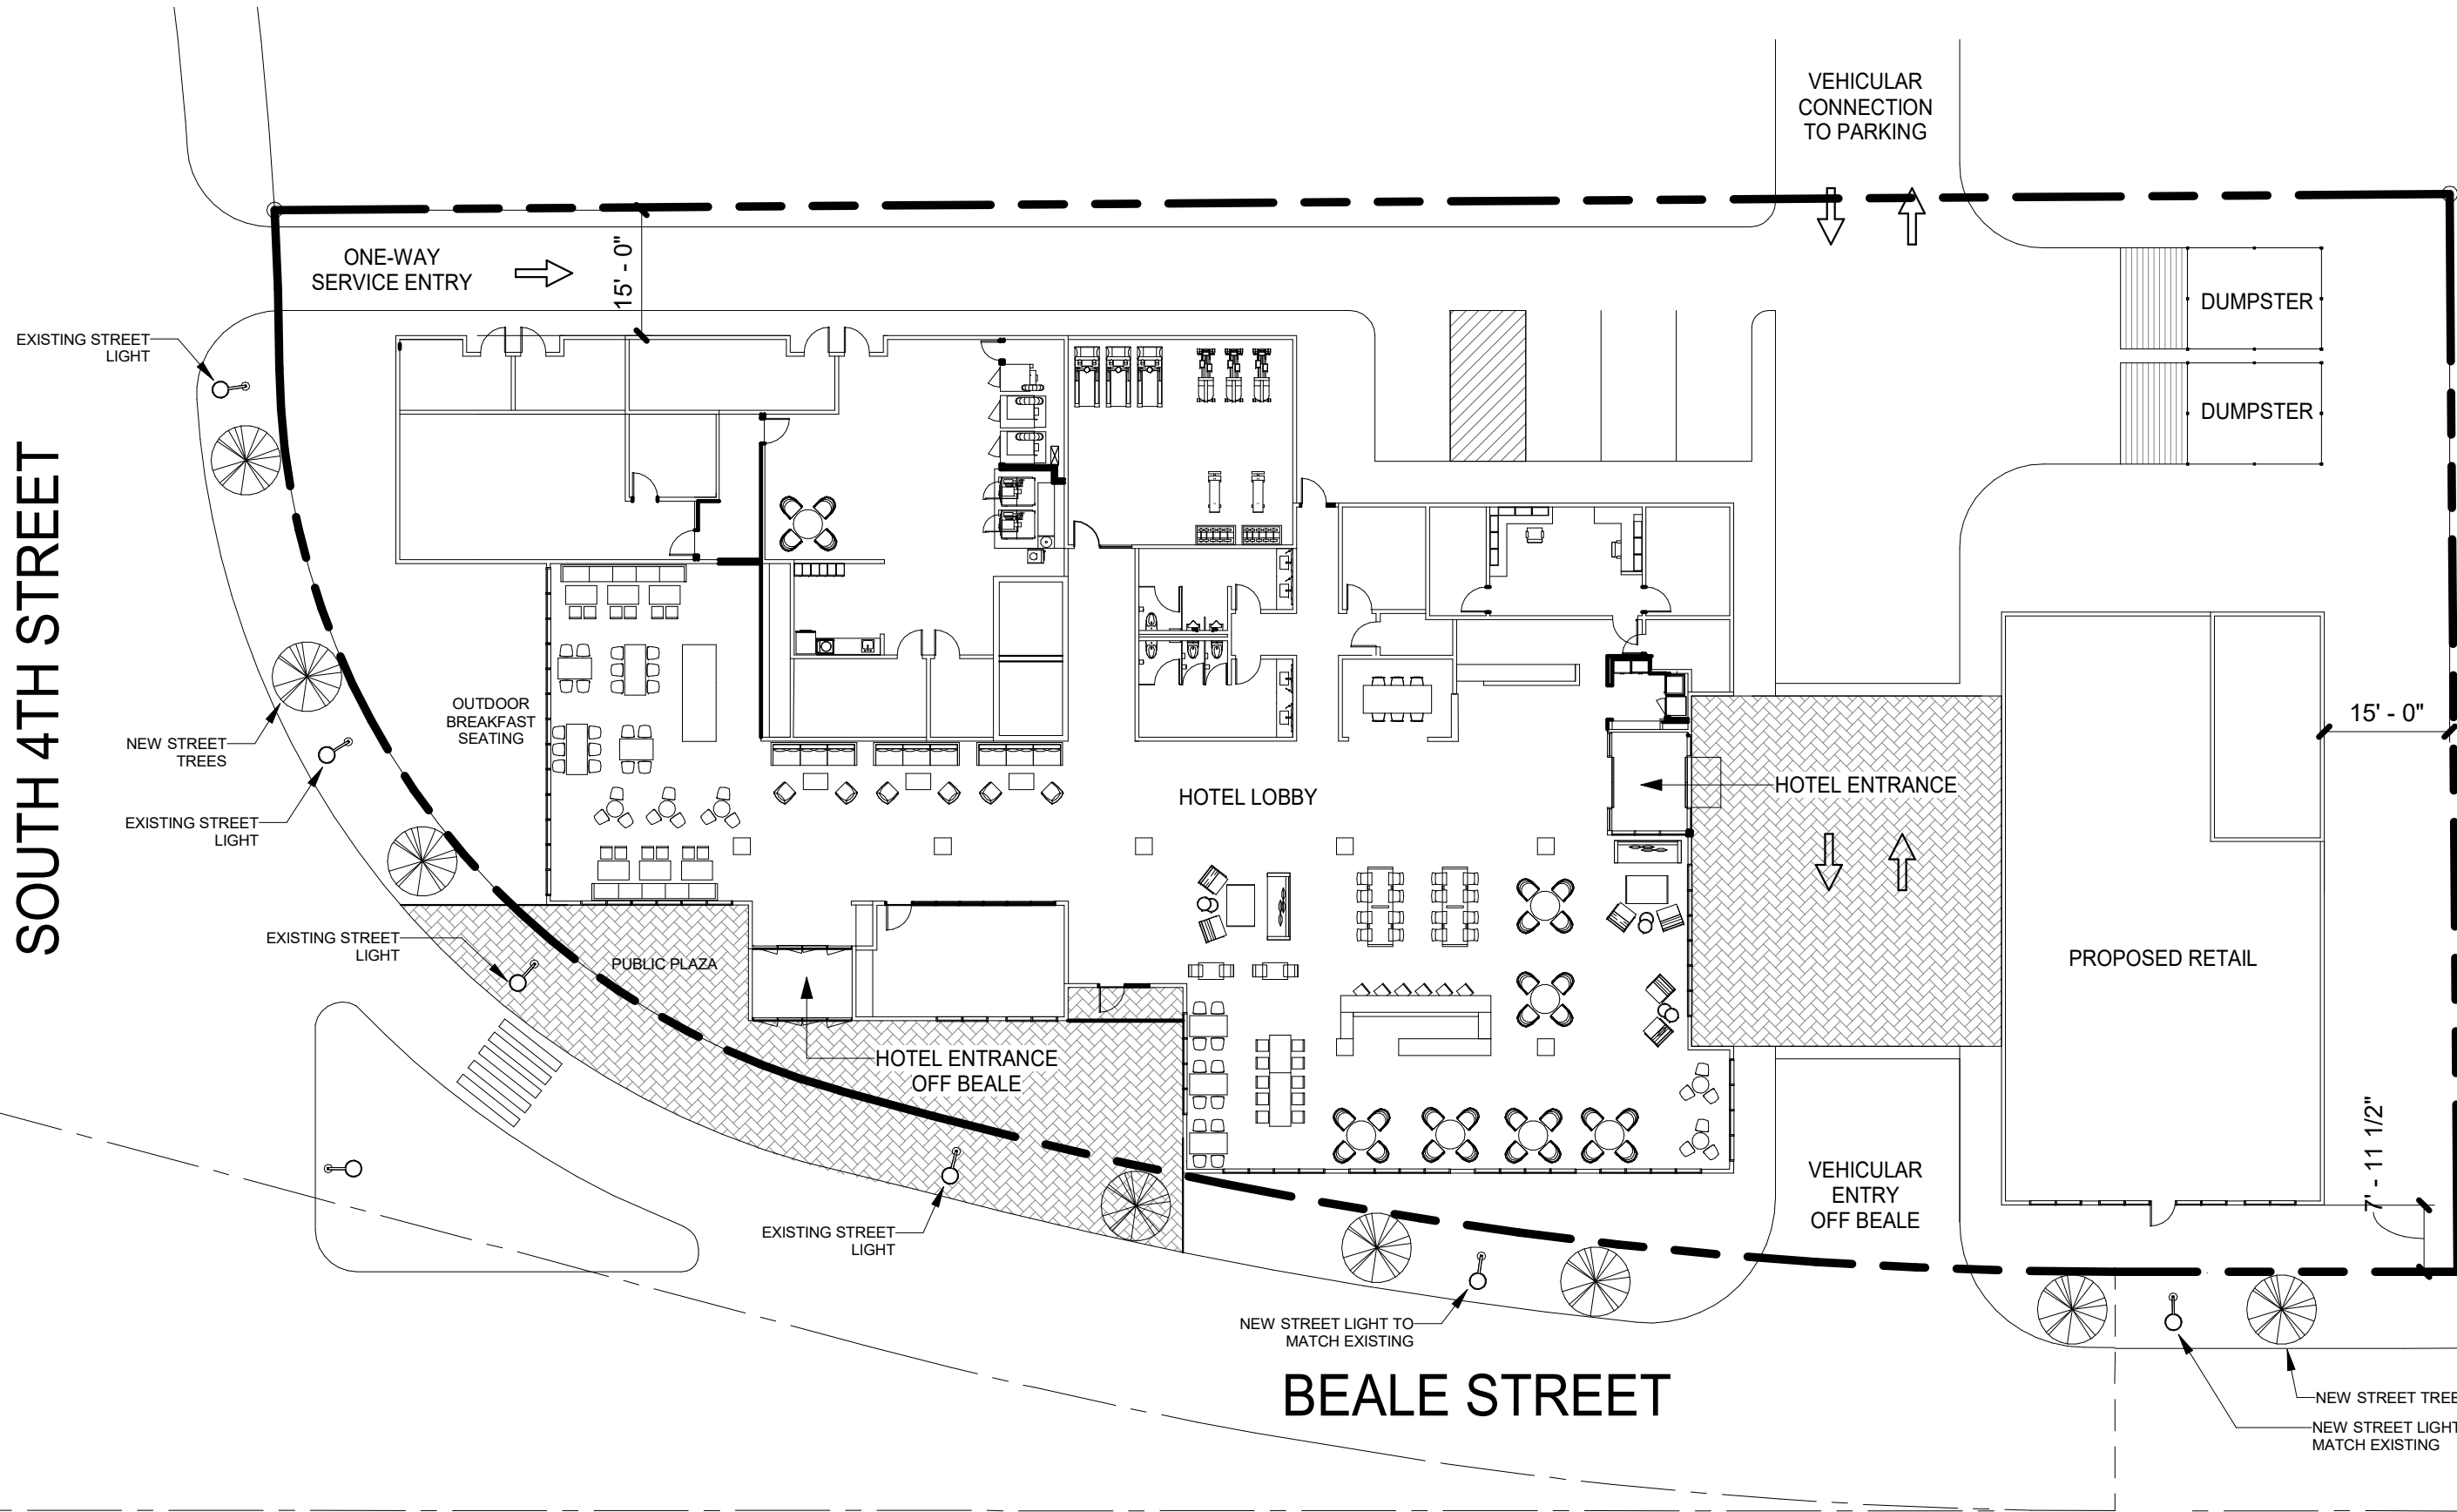 VEHICULAR
CONNECTION
TO PARKING
ONE-WAY
SERVICE ENTRY
15' - 0"
DUMPSTER
DUMPSTER
EXISTING STREET
LIGHT
SOUTH 4TH STREET
OUTDOOR
BREAKFAST
SEATING
NEW STREET
TREES
EXISTING STREET
LIGHT
HOTEL LOBBY
HOTEL ENTRANCE
15' - 0"
EXISTING STREET
LIGHT
PUBLIC PLAZA
PROPOSED RETAIL
HOTEL ENTRANCE
OFF BEALE
7' - 11 1/2"
VEHICULAR
ENTRY
OFF BEALE
EXISTING STREET
LIGHT
NEW STREET LIGHT TO
MATCH EXISTING
BEALE STREET
NEW STREET TREE
NEW STREET LIGHT
MATCH EXISTING